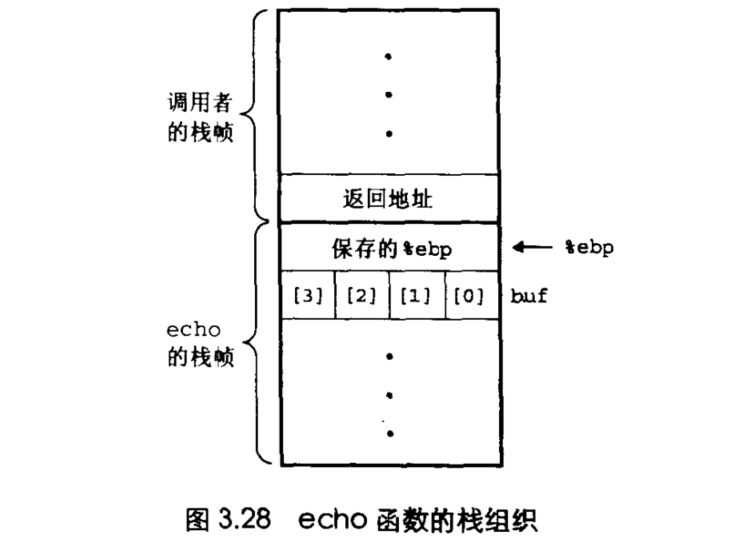 调用者
的栈帧
返回地址
保存的%ebp
%ebp
[3] [2] [1] [0]
buf
echo
的栈帧
图 3.28 echo 函数的栈组织